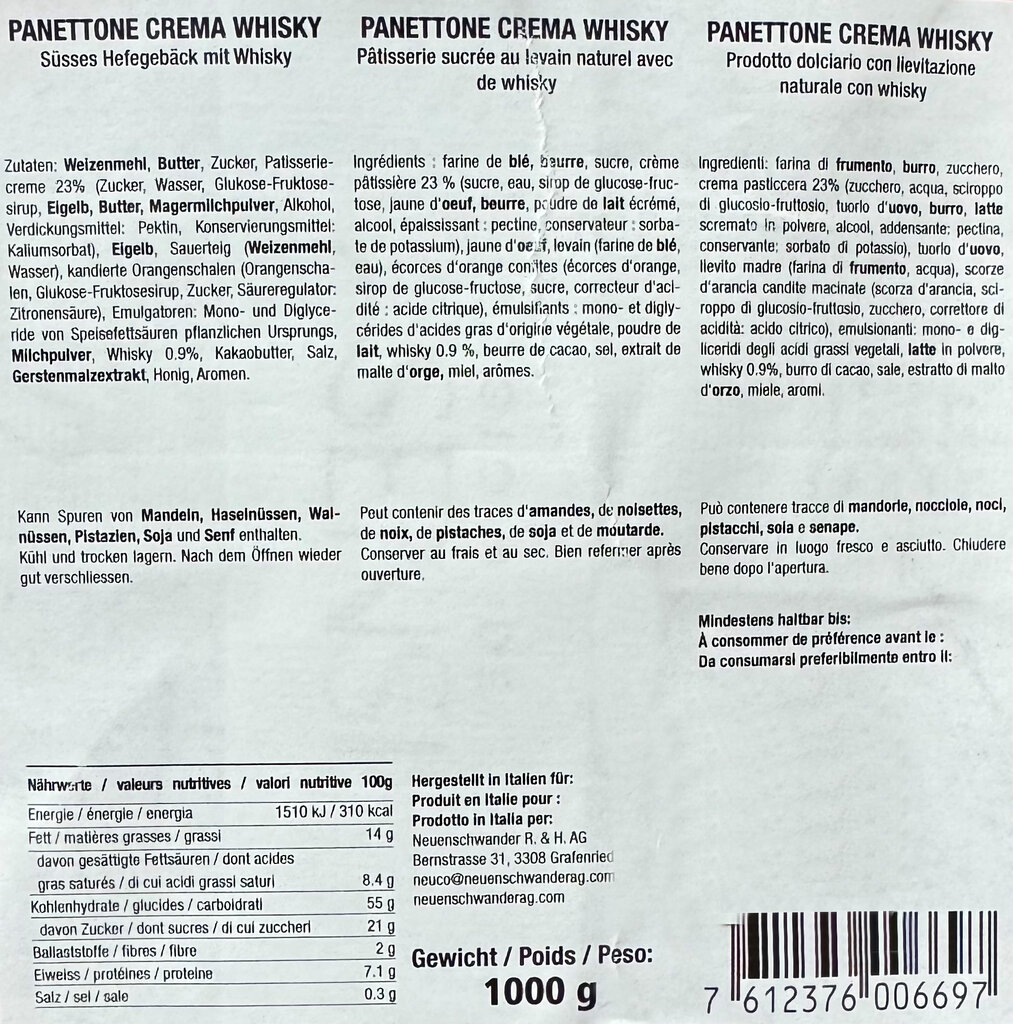 PANETTONE CREMA WHISKY
Süsses Hefegebäck mit Whisky
Zutaten: Weizenmehl, Butter, Zucker, Patisserie-
creme 23% (Zucker, Wasser, Glukose-Fruktose-
sirup, Eigelb, Butter, Magermilchpulver, Alkohol,
Verdickungsmittel: Pektin, Konservierungsmittel:
Kaliumsorbat), Eigelb, Sauerteig (Weizenmehl,
Wasser), kandierte Orangenschalen (Orangenscha-
len, Glukose-Fruktosesirup, Zucker, Säureregulator:
Zitronensäure), Emulgatoren: Mono- und Diglyce-
ride von Speisefettsäuren pflanzlichen Ursprungs,
Milchpulver, Whisky 0.9%, Kakaobutter, Salz,
Gerstenmalzextrakt, Honig, Aromen.
Kann Spuren von Mandeln, Haselnüssen, Wal-
nüssen, Pistazien, Soja und Senf enthalten.
Kühl und trocken lagern. Nach dem Öffnen wieder
gut verschliessen.
PANETTONE CREMA WHISKY
Pâtisserie sucrée au levain naturel avec
de whisky
Ingrédients : farine de blé, beurre, sucre, crème
pâtissière 23 % (sucre, eau, sirop de glucose-fruc-
tose, jaune d'oeuf, beurre, poudre de lait écrémé,
alcool, épaississant : pectine, conservateur : sorba-
te de potassium), jaune d'oeuf, levain (farine de blé,
eau), écorces d'orange confites (écorces d'orange,
sirop de glucose-fructose, sucre, correcteur d'aci-
dité : acide citrique), émulsifiants : mono- et digly-
cérides d'acides gras d'origine végétale, poudre de
lait, whisky 0.9 %, beurre de cacao, sel, extrait de
malte d'orge, miel, arômes.
Peut contenir des traces d'amandes, de noisettes,
de noix, de pistaches, de soja et de moutarde.
Conserver au frais et au sec. Bien refermer après
ouverture.
PANETTONE CREMA WHISKY
Prodotto dolciario con lievitazione
naturale con whisky
Ingredienti: farina di frumento, burro, zucchero,
crema pasticcera 23% (zucchero, acqua, sciroppo
di glucosio-fruttosio, tuorlo d'uovo, burro, latte
scremato in polvere, alcool, addensante: pectina,
conservante: sorbato di potassio), tuorlo d'uovo,
lievito madre (farina di frumento, acqua), scorze
d'arancia candite macinate (scorza d'arancia, sci-
roppo di glucosio-fruttosio, zucchero, correttore di
acidità: acido citrico), emulsionanti: mono- e dig-
liceridi degli acidi grassi vegetali, latte in polvere,
whisky 0.9%, burro di cacao, sale, estratto di malto
d'orzo, miele, aromi.
Può contenere tracce di mandorle, nocciole, noci,
pistacchi, soia e senape.
Conservare in luogo fresco e asciutto. Chiudere
bene dopo l'apertura.
Mindestens haltbar bis:
À consommer de préférence avant le :
Da consumarsi preferibilmente entro il:
Nährwerte / valeurs nutritives / valori nutritive 100g
Energie / énergie / energia 1510 kJ / 310 kcal
Fett / matières grasses / grassi 14 g
davon gesättigte Fettsäuren / dont acides
gras saturés / di cui acidi grassi saturi 8.4 g
Kohlenhydrate / glucides / carboidrati 55 g
davon Zucker / dont sucres / di cui zuccheri 21 g
Ballaststoffe / fibres / fibre 2 g
Eiweiss / protéines / proteine 7.1 g
Salz / sel / sale 0.3 g
Hergestellt in Italien für:
Produit en Italie pour :
Prodotto in Italia per:
Neuenschwander R. & H. AG
Bernstrasse 31, 3308 Grafenried
neuco@neuenschwanderag.com
neuenschwanderag.com
Gewicht / Poids / Peso:
1000 g
7 612376 006697